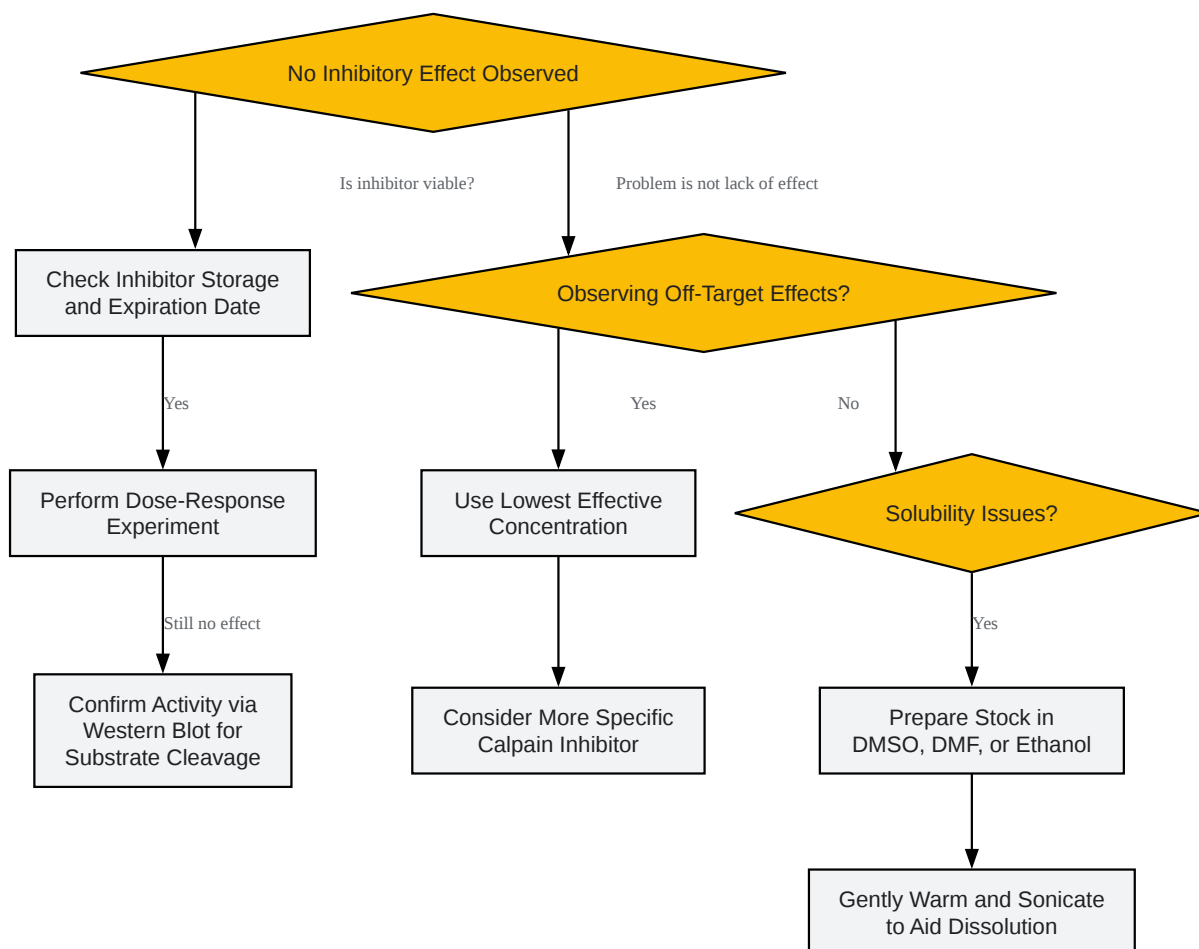 No Inhibitory Effect Observed
Is inhibitor viable?
Problem is not lack of effect
Check Inhibitor Storage
and Expiration Date
Observing Off-Target Effects?
Yes
Yes
No
Perform Dose-Response
Experiment
Use Lowest Effective
Concentration
Solubility Issues?
Still no effect
Yes
Confirm Activity via
Western Blot for
Substrate Cleavage
Consider More Specific
Calpain Inhibitor
Prepare Stock in
DMSO, DMF, or Ethanol
Gently Warm and Sonicate
to Aid Dissolution